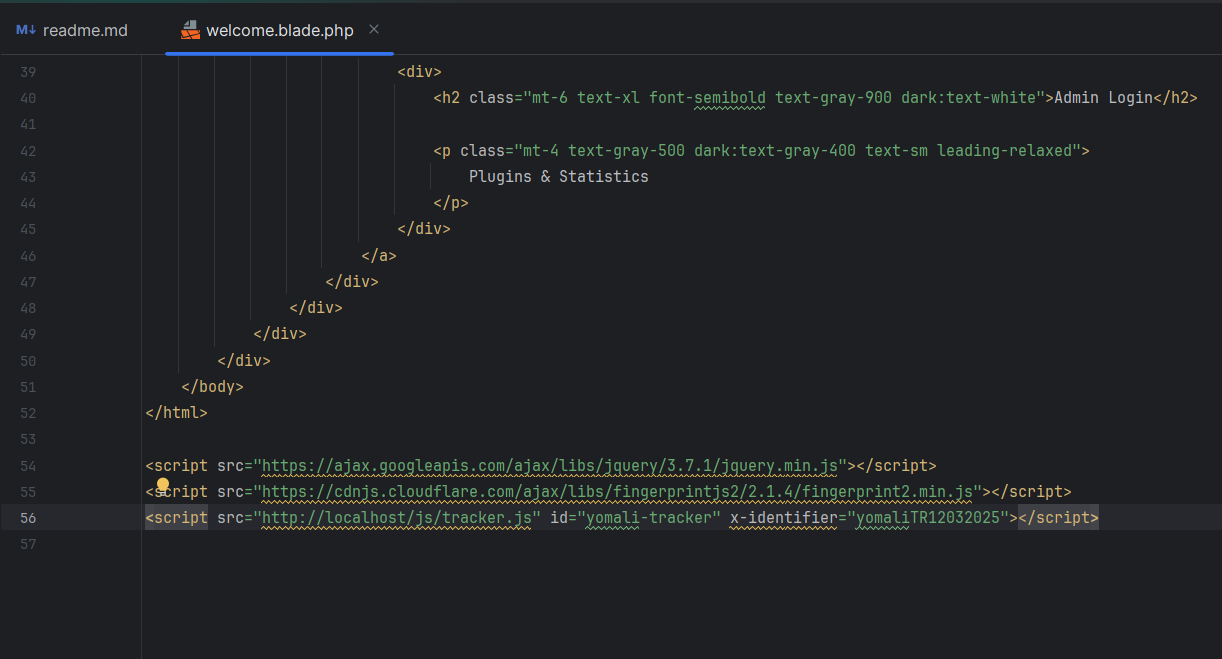 M↓ readme.md welcome.blade.php ×
39 <div>
40 <h2 class="mt-6 text-xl font-semibold text-gray-900 dark:text-white">Admin Login</h2>
41
42 <p class="mt-4 text-gray-500 dark:text-gray-400 text-sm leading-relaxed">
43 Plugins & Statistics
44 </p>
45 </div>
46 </a>
47 </div>
48 </div>
49 </div>
50 </div>
51 </body>
52 </html>
53
54 <script src="https://ajax.googleapis.com/ajax/libs/jquery/3.7.1/jquery.min.js"></script>
55 <script src="https://cdnjs.cloudflare.com/ajax/libs/fingerprintjs2/2.1.4/fingerprint2.min.js"></script>
56 <script src="http://localhost/js/tracker.js" id="yomali-tracker" x-identifier="yomaliTR12032025"></script>
57